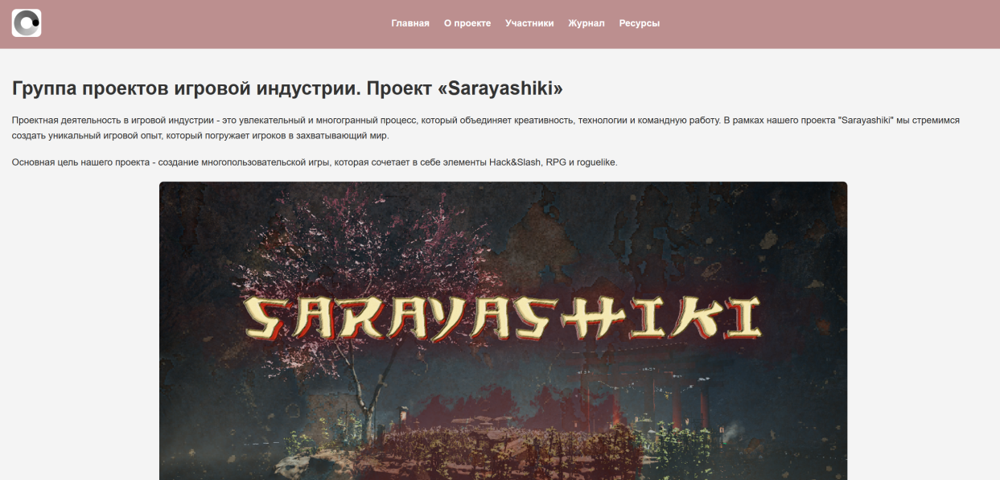 Главная О проекте Участники Журнал Ресурсы
Группа проектов игровой индустрии. Проект «Sarayashiki»
Проектная деятельность в игровой индустрии - это увлекательный и многогранный процесс, который объединяет креативность, технологии и командную работу. В рамках нашего проекта "Sarayashiki" мы стремимся
создать уникальный игровой опыт, который погружает игроков в захватывающий мир.
Основная цель нашего проекта - создание многопользовательской игры, которая сочетает в себе элементы Hack&Slash, RPG и roguelike.
SARAYASHIKI